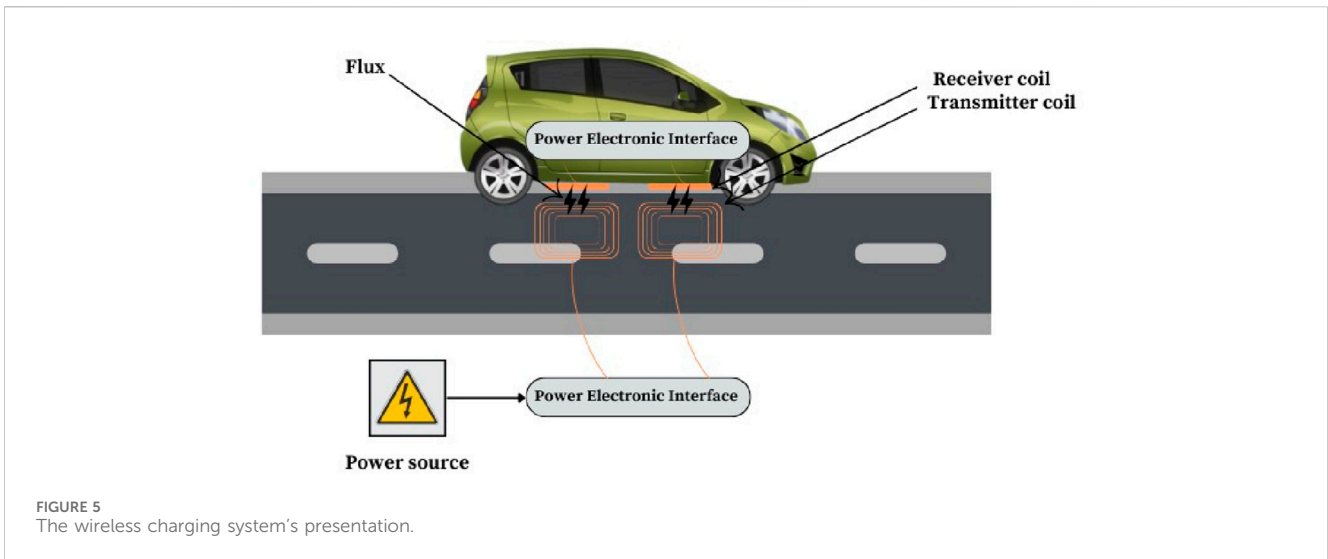 Flux
Receiver coil
Transmitter coil
Power Electronic Interface
Power Electronic Interface
Power source
FIGURE 5
The wireless charging system's presentation.